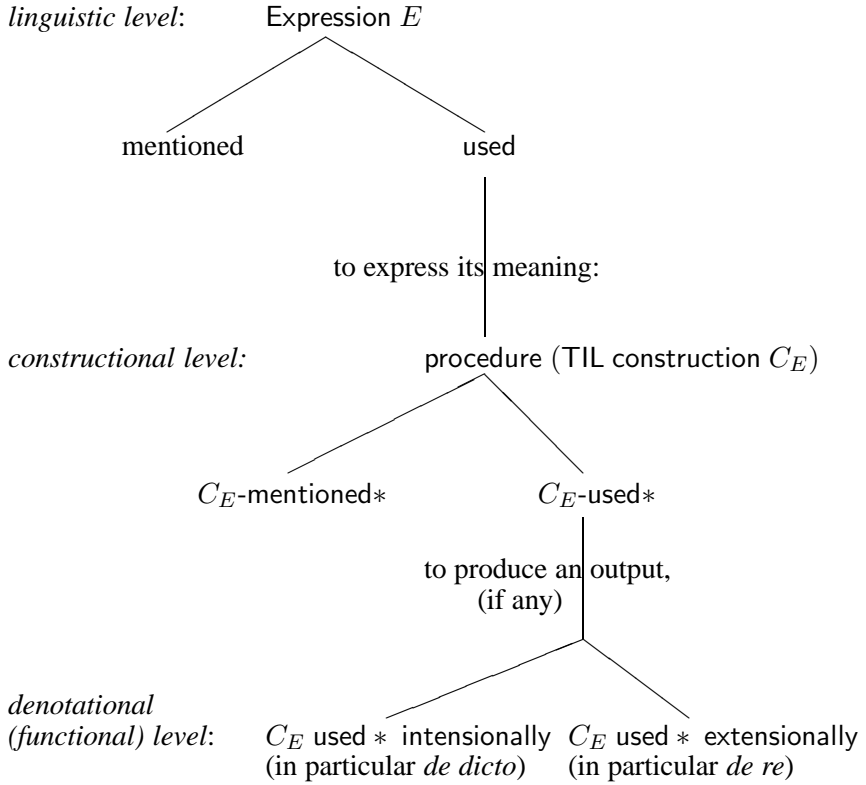 linguistic level: Expression E
mentioned used
to express its meaning:
constructional level: procedure (TIL construction C_E)
C_E-mentioned∗ C_E-used∗
to produce an output,
(if any)
denotational
(functional) level: C_E used ∗ intensionally C_E used ∗ extensionally
(in particular de dicto) (in particular de re)